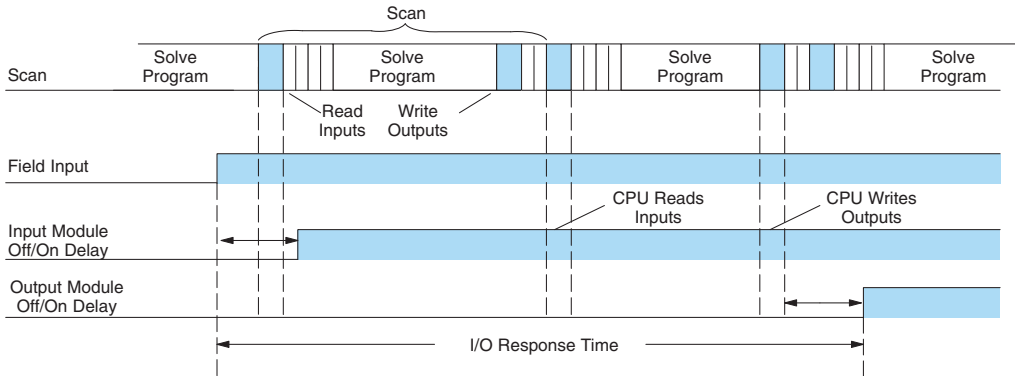 Scan
Solve
Program
Solve
Program
Solve
Program
Solve
Program
Scan
Read
Inputs
Write
Outputs
Field Input
CPU Reads
Inputs
CPU Writes
Outputs
Input Module
Off/On Delay
Output Module
Off/On Delay
I/O Response Time